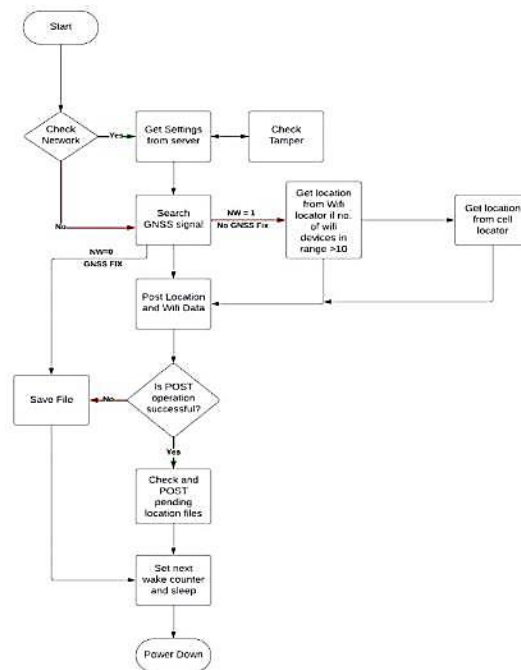 Start
Check
Network
Yes
Get Settings
from server
Check
Tamper
No
Search
GNSS signal
NW = 1
No GNSS Fix
Get location
from Wifi
locator if no.
of wifi
devices in
range >10
Get location
from cell
locator
NW=0
GNSS FIX
Post Location
and Wifi Data
Is POST
operation
successful?
No
Save File
Yes
Check and
POST
pending
location files
Set next
wake counter
and sleep
Power Down